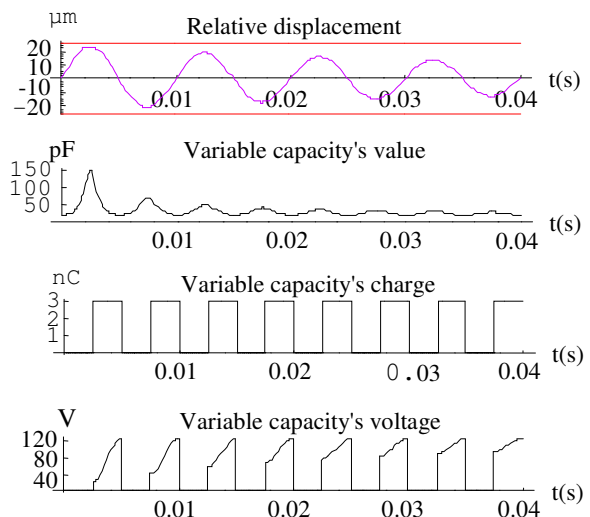 µm
Relative displacement
20
10
-10
-20
0.01
0.02
0.03
0.04
t(s)
pF
Variable capacity's value
150
100
50
0.01
0.02
0.03
0.04
t(s)
nC
Variable capacity's charge
3
2
1
0.01
0.02
0.03
0.04
t(s)
V
Variable capacity's voltage
120
80
40
0.01
0.02
0.03
0.04
t(s)